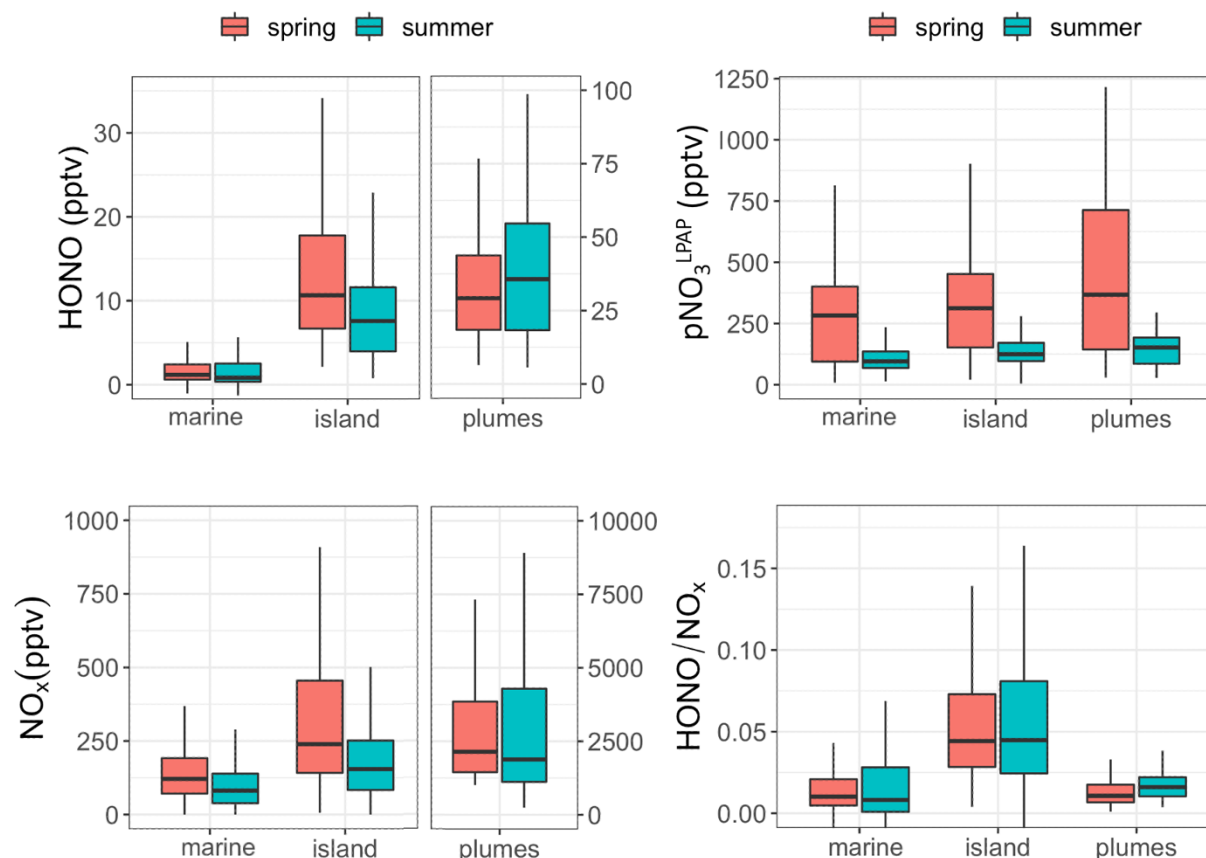 spring summer
spring summer
HONO (pptv)
30
20
10
0
100
75
50
25
0
marine island plumes
pNO₃ᴸᴾᴬᴾ (pptv)
1250
1000
750
500
250
0
marine island plumes
NOₓ(pptv)
1000
750
500
250
0
10000
7500
5000
2500
0
marine island plumes
HONO/NOₓ
0.15
0.10
0.05
0.00
marine island plumes